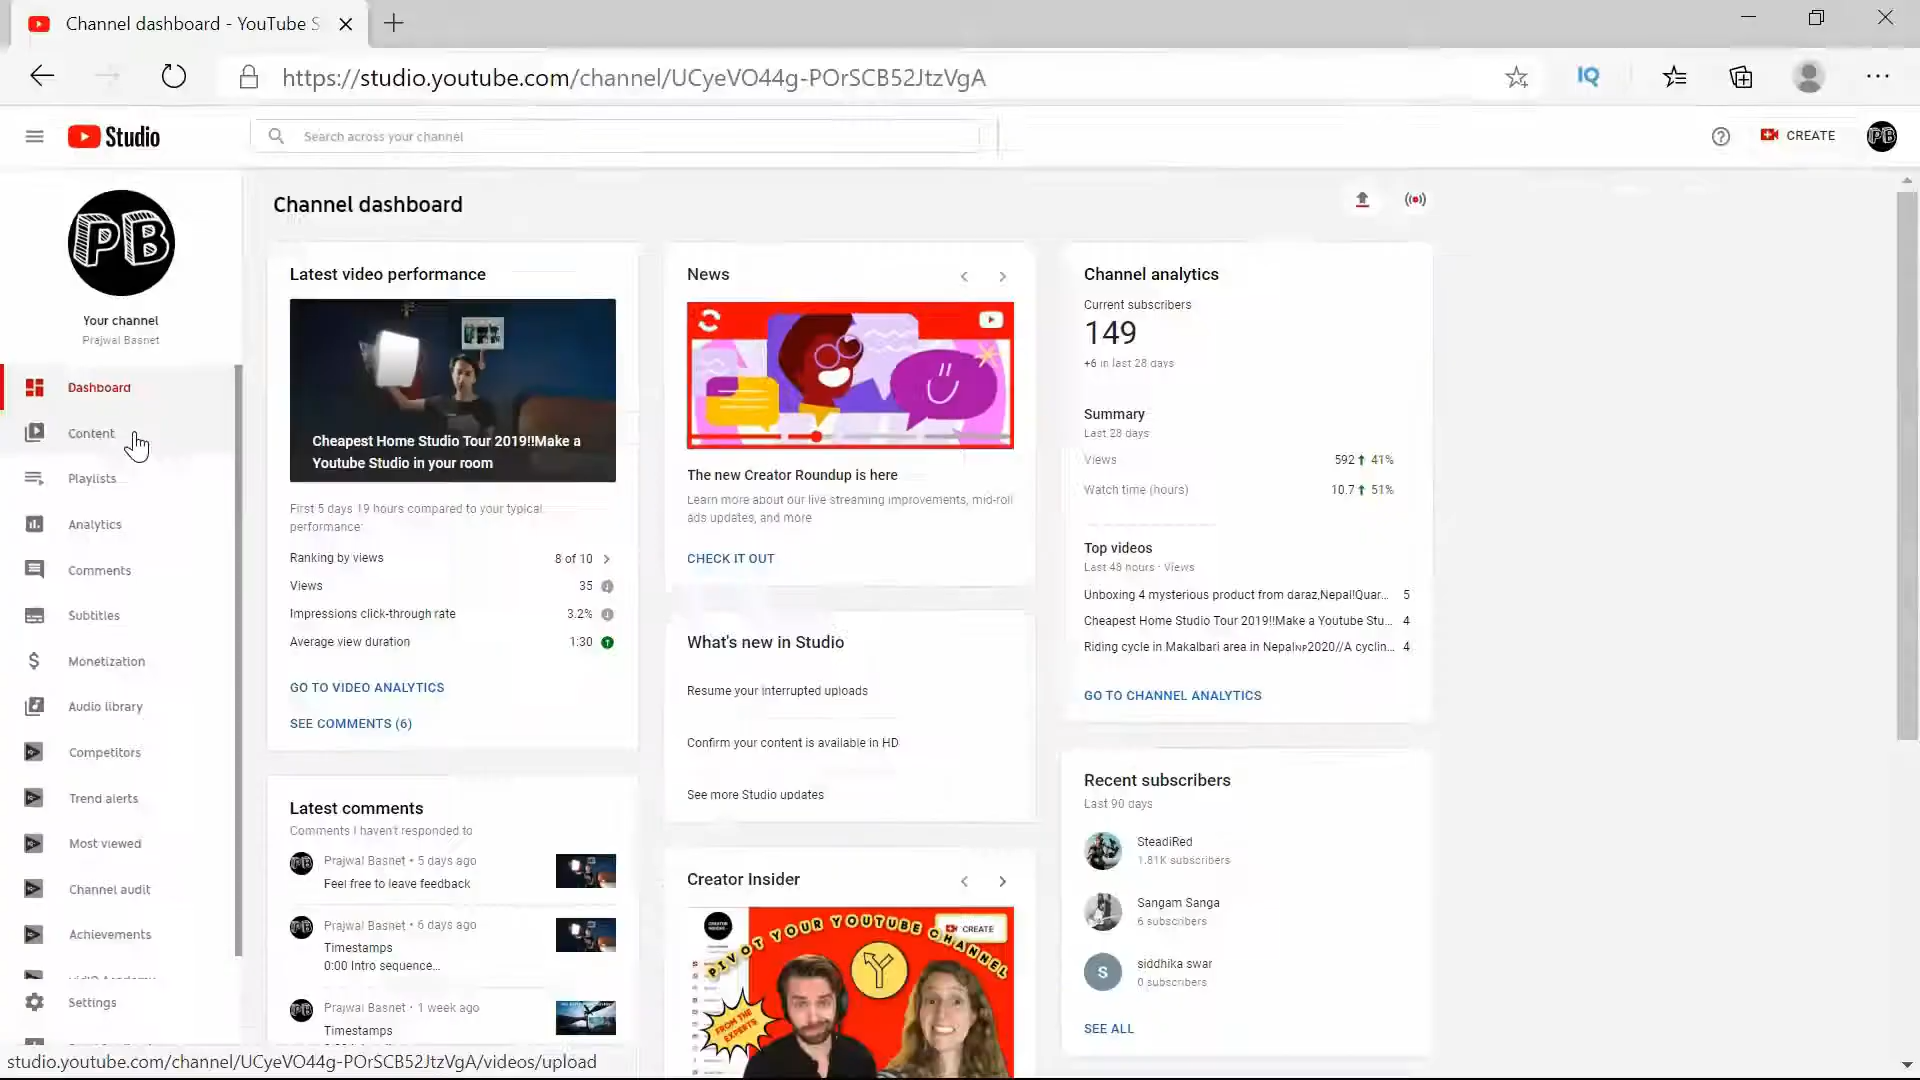 Channel dashboard - YouTube S
https://studio.youtube.com/channel/UCyeVO44g-POrSCB52JtzVgA
IQ
Studio
Search across your channel
CREATE
PB
PB
Your channel
Prajwal Basnet
Dashboard
Content
Playlists
Analytics
Comments
Subtitles
Monetization
Audio library
Competitors
Trend alerts
Most viewed
Channel audit
Achievements
Settings
Channel dashboard
Latest video performance
Cheapest Home Studio Tour 2019!!Make a
Youtube Studio in your room
First 5 days 19 hours compared to your typical
performance:
Ranking by views 8 of 10
Views 35
Impressions click-through rate 3.2%
Average view duration 1:30
GO TO VIDEO ANALYTICS
SEE COMMENTS (6)
Latest comments
Comments I haven't responded to
Prajwal Basnet • 5 days ago
Feel free to leave feedback
Prajwal Basnet • 6 days ago
Timestamps
0:00 Intro sequence...
Prajwal Basnet • 1 week ago
Timestamps
News
The new Creator Roundup is here
Learn more about our live streaming improvements, mid-roll
ads updates, and more
CHECK IT OUT
What's new in Studio
Resume your interrupted uploads
Confirm your content is available in HD
See more Studio updates
Creator Insider
CREATE
PIVOT YOUR YOUTUBE CHANNEL
FROM THE
EXPERTS
Channel analytics
Current subscribers
149
+6 in last 28 days
Summary
Last 28 days
Views 592 41%
Watch time (hours) 10.7 51%
Top videos
Last 48 hours · Views
Unboxing 4 mysterious product from daraz,Nepal!Quar... 5
Cheapest Home Studio Tour 2019!!Make a Youtube Stu... 4
Riding cycle in Makalbari area in Nepal🇳🇵2020//A cyclin... 4
GO TO CHANNEL ANALYTICS
Recent subscribers
Last 90 days
SteadiRed
1.81K subscribers
Sangam Sanga
6 subscribers
S
siddhika swar
0 subscribers
SEE ALL
studio.youtube.com/channel/UCyeVO44g-POrSCB52JtzVgA/videos/upload